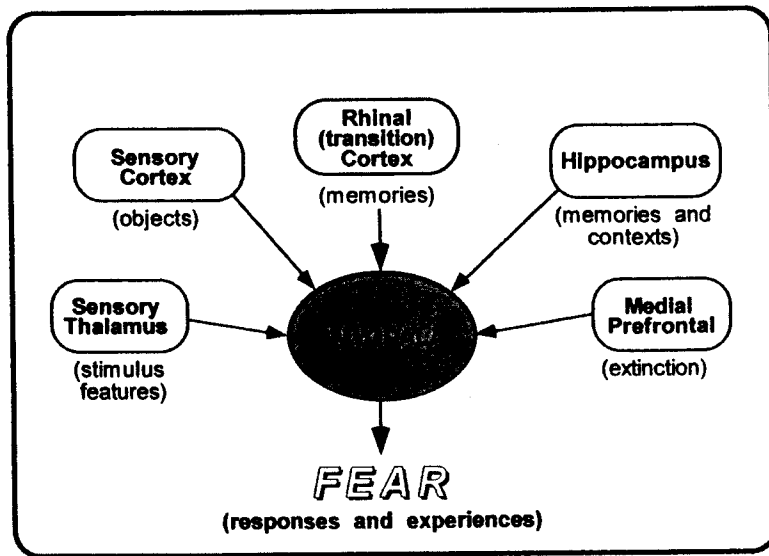 Rhinal
(transition)
Cortex
(memories)
Sensory
Cortex
(objects)
Hippocampus
(memories and
contexts)
Sensory
Thalamus
(stimulus
features)
Medial
Prefrontal
(extinction)
FEAR
(responses and experiences)